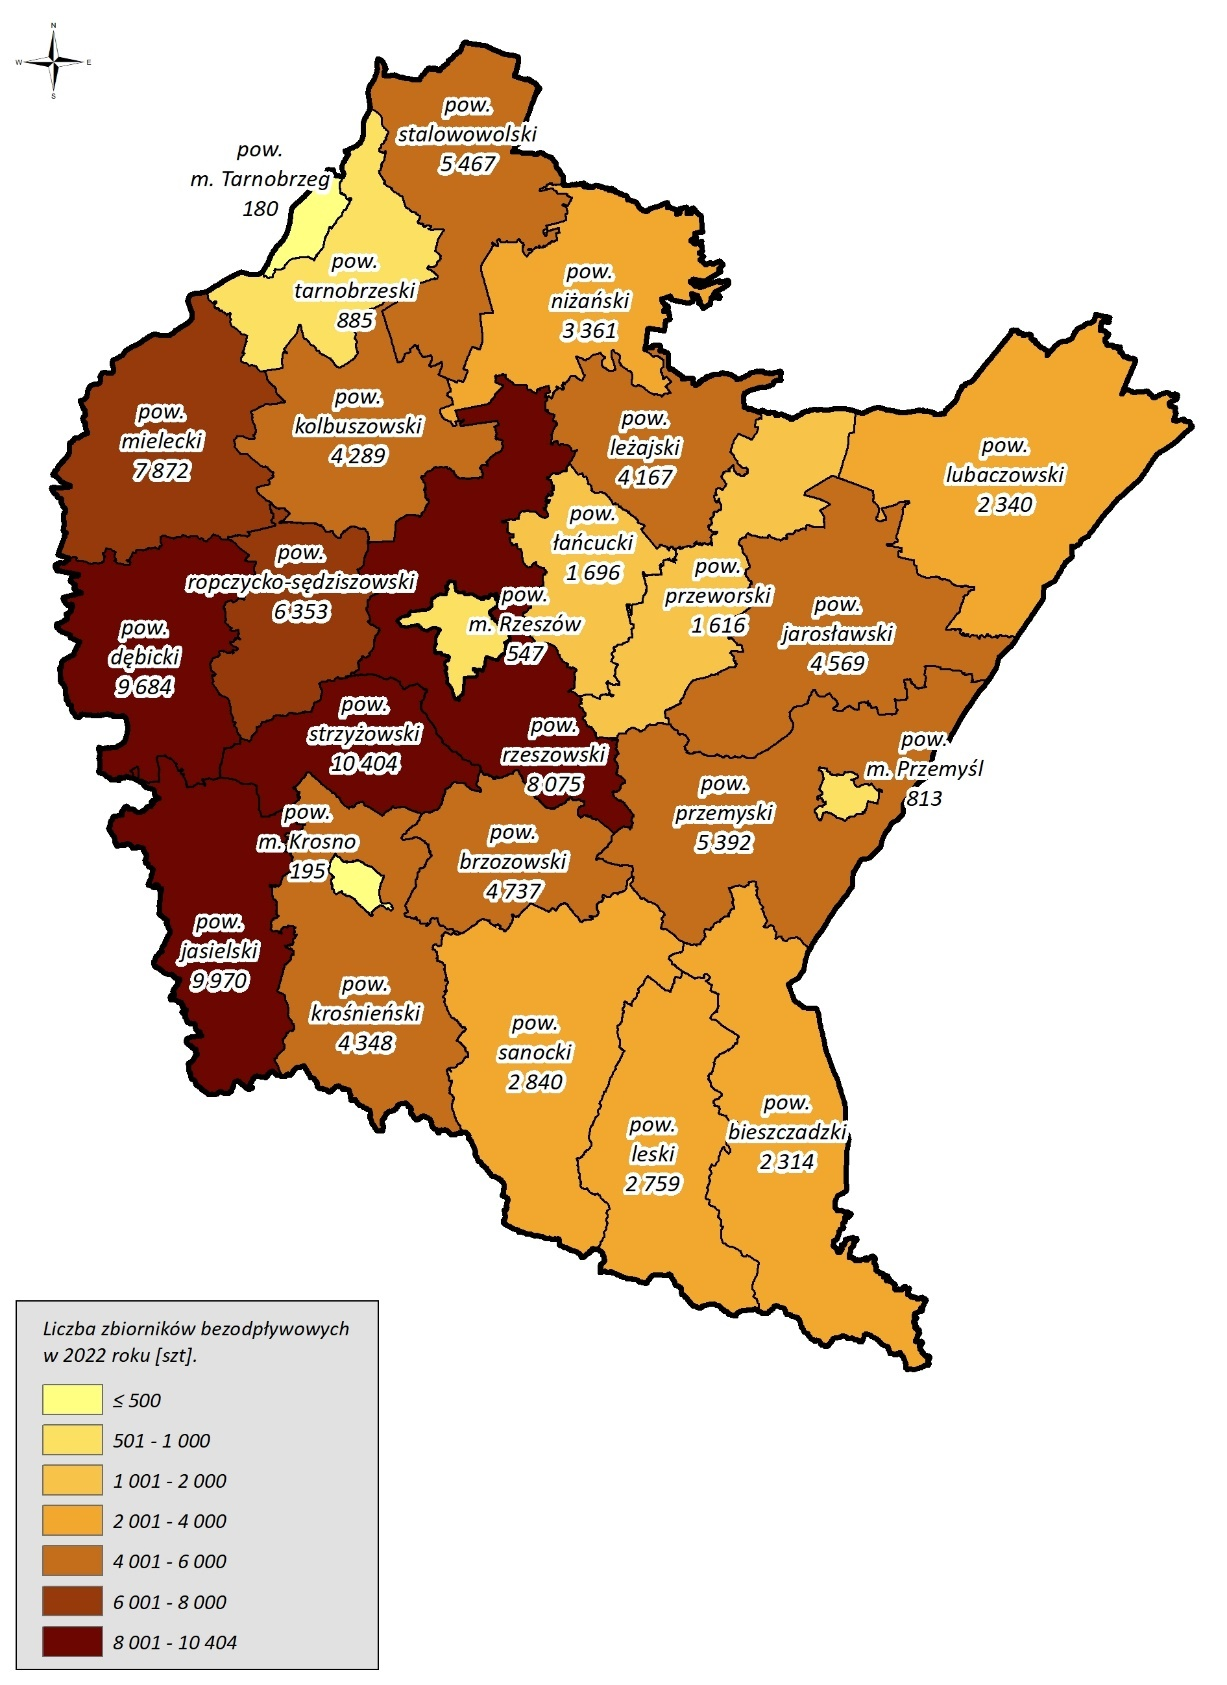 N
W
E
S
pow.
stalowowolski
5 467
pow.
m. Tarnobrzeg
180
pow.
tarnobrzeski
885
pow.
niżański
3 361
pow.
mielecki
7 872
pow.
kolbuszowski
4 289
pow.
leżajski
4 167
pow.
lubaczowski
2 340
pow.
łańcucki
1 696
pow.
ropczycko-sędziszowski
6 353
pow.
przeworski
1 616
pow.
m. Rzeszów
547
pow.
jarosławski
4 569
pow.
dębicki
9 684
pow.
strzyżowski
10 404
pow.
rzeszowski
8 075
pow.
m. Przemyśl
813
pow.
przemyski
5 392
pow.
m. Krosno
195
pow.
brzozowski
4 737
pow.
jasielski
9 970
pow.
krośnieński
4 348
pow.
sanocki
2 840
pow.
leski
2 759
pow.
bieszczadzki
2 314
Liczba zbiorników bezodpływowych
w 2022 roku [szt].
≤ 500
501 - 1 000
1 001 - 2 000
2 001 - 4 000
4 001 - 6 000
6 001 - 8 000
8 001 - 10 404